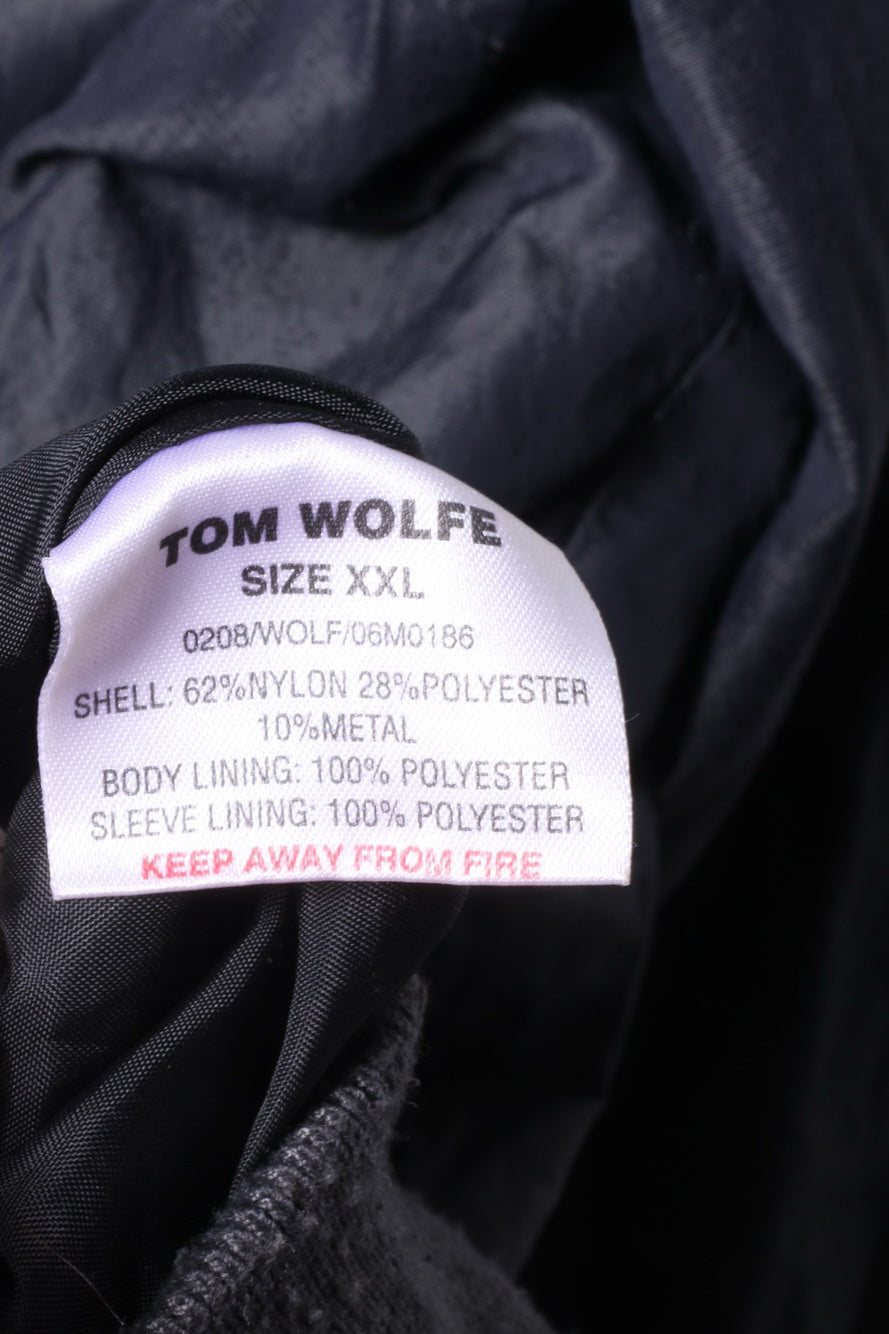 TOM WOLFE
SIZE XXL
0208/WOLF/06M0186
SHELL: 62%NYLON 28%POLYESTER
10%METAL
BODY LINING: 100% POLYESTER
SLEEVE LINING: 100% POLYESTER
KEEP AWAY FROM FIRE